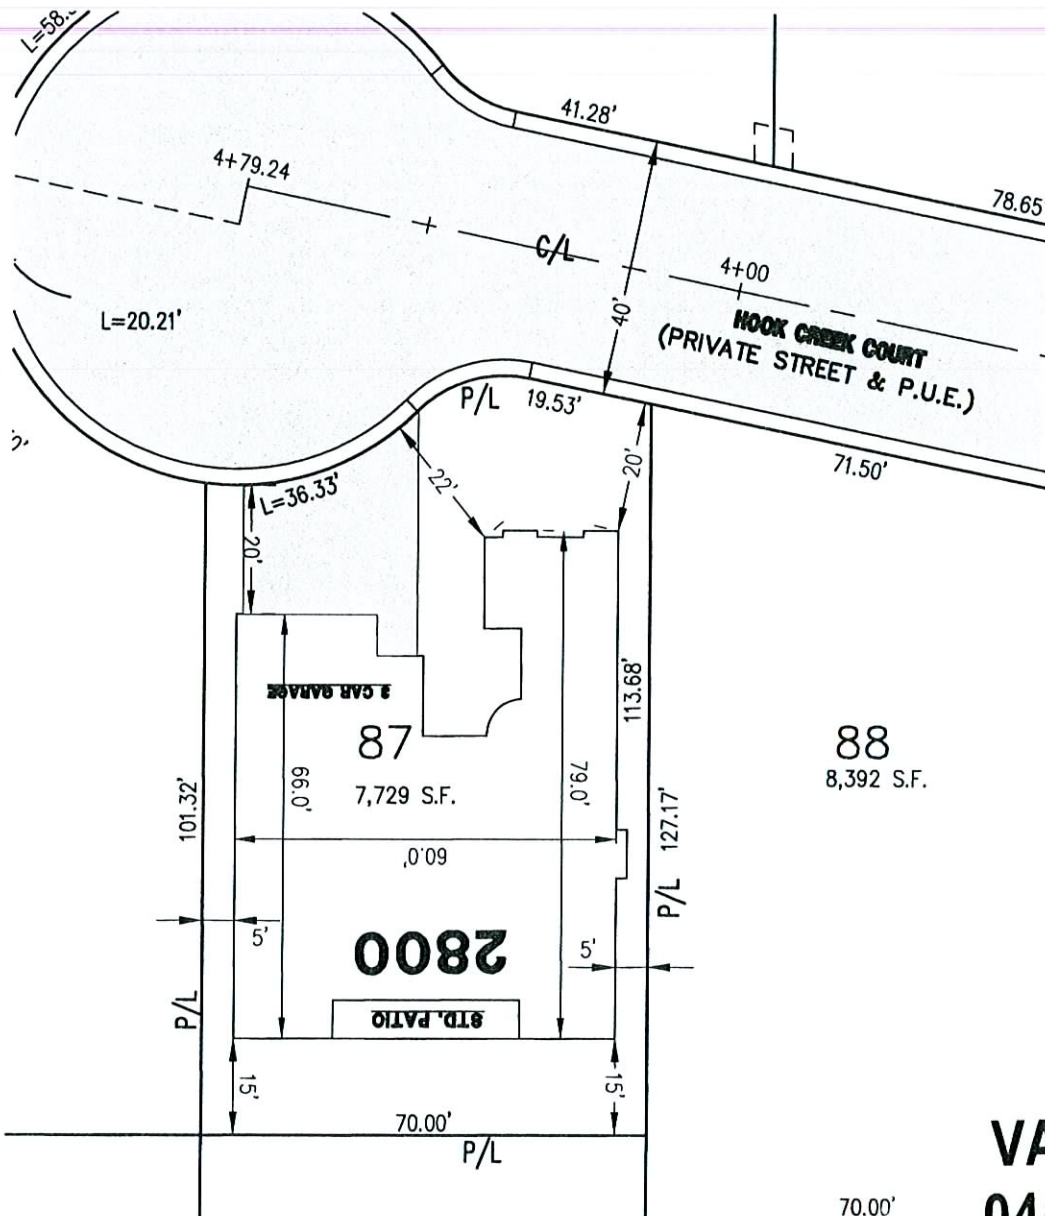 41.28'
78.65
4+79.24
C/L
4+00
L=20.21'
40'
HOOK CREEK COURT
(PRIVATE STREET & P.U.E.)
P/L
19.53'
71.50'
22'
20'
L=36.33'
20'
3 CAR GARAGE
113.68'
87
7,729 S.F.
88
8,392 S.F.
66.0'
79.0'
101.32'
127.17'
60.0'
P/L
5'
2800
5'
P/L
STD. PATIO
15'
15'
70.00'
P/L
VA
70.00'